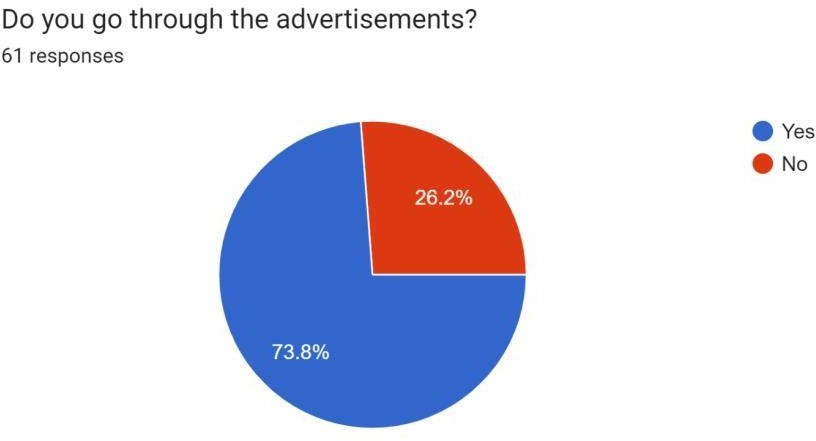 Do you go through the advertisements?
61 responses
Yes
No
26.2%
73.8%